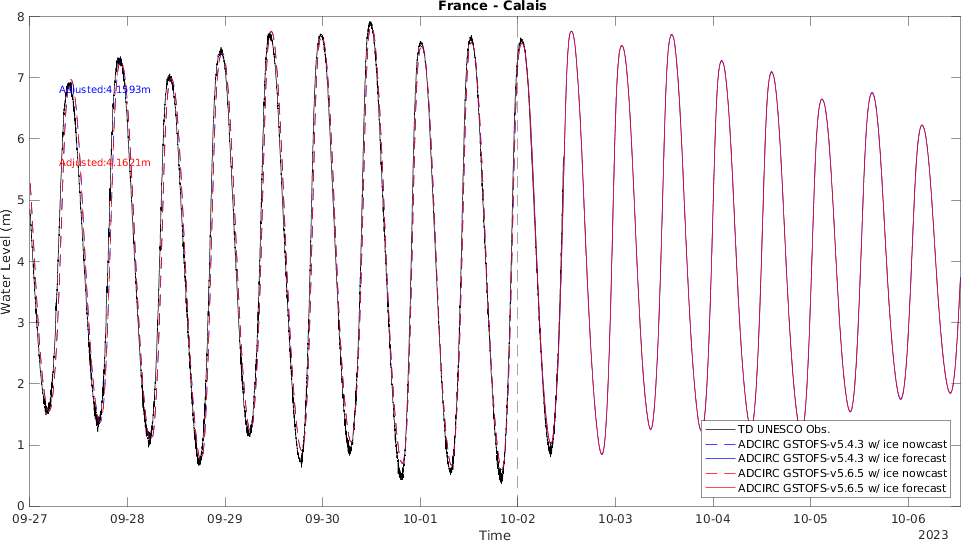 France - Calais
8
7
6
5
4
3
2
1
0
Water Level (m)
Adjusted:4.1593m
Adjusted:4.1621m
TD UNESCO Obs.
ADCIRC GSTOFS-v5.4.3 w/ ice nowcast
ADCIRC GSTOFS-v5.4.3 w/ ice forecast
ADCIRC GSTOFS-v5.6.5 w/ ice nowcast
ADCIRC GSTOFS-v5.6.5 w/ ice forecast
09-27 09-28 09-29 09-30 10-01 10-02 10-03 10-04 10-05 10-06
Time
2023